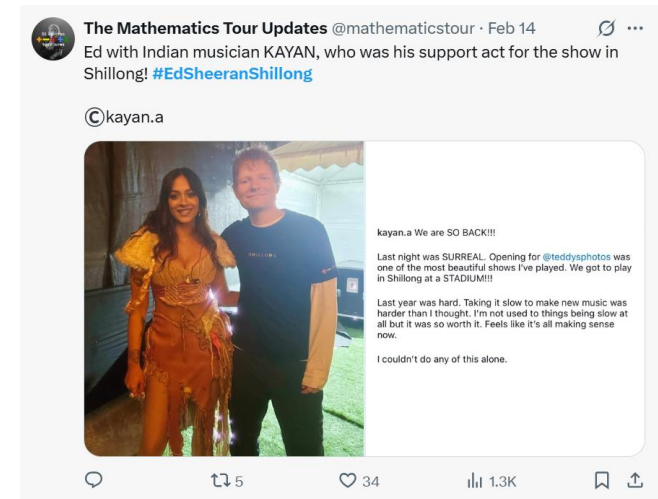 The Mathematics Tour Updates @mathematicstour · Feb 14
Ed with Indian musician KAYAN, who was his support act for the show in
Shillong! #EdSheeranShillong
Ⓒkayan.a
SHILLONG
kayan.a We are SO BACK!!!
Last night was SURREAL. Opening for @teddysphotos was
one of the most beautiful shows I've played. We got to play
in Shillong at a STADIUM!!!
Last year was hard. Taking it slow to make new music was
harder than I thought. I'm not used to things being slow at
all but it was so worth it. Feels like it's all making sense
now.
I couldn't do any of this alone.
5
34
1.3K